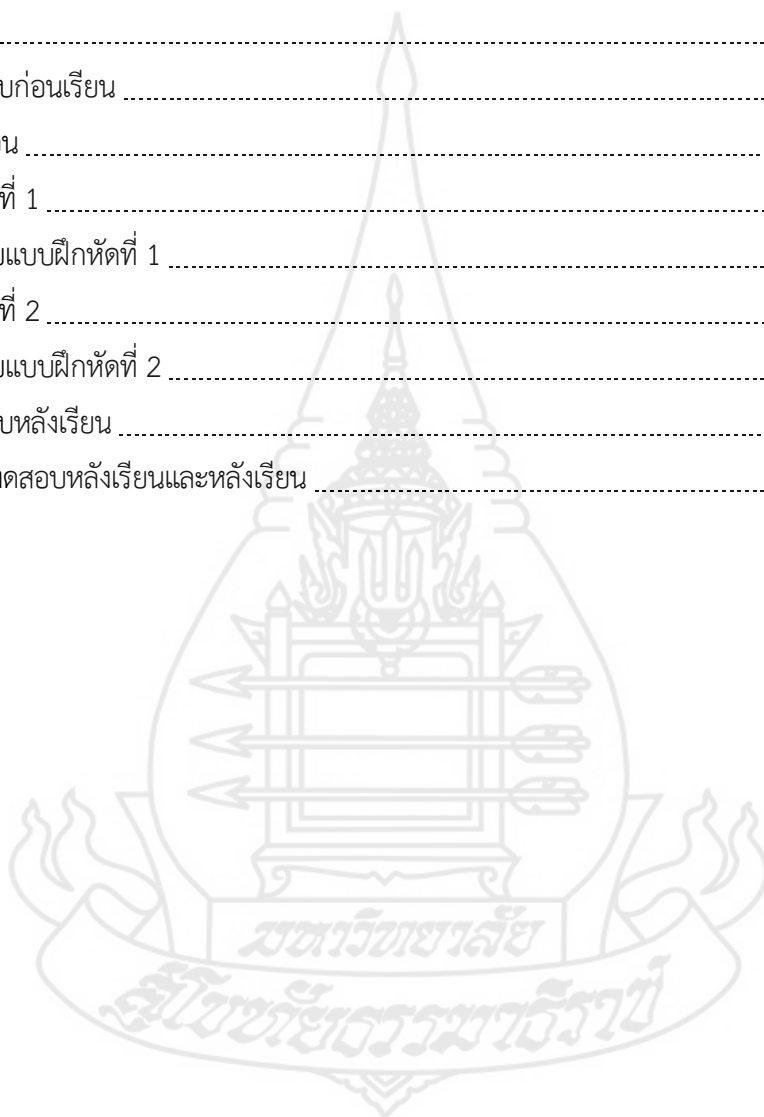 บก่อนเรียน
น
ที่ 1
บแบบฝึกหัดที่ 1
ที่ 2
บแบบฝึกหัดที่ 2
บหลังเรียน
ทดสอบหลังเรียนและหลังเรียน
มหาวิทยาลัย
สุโขทัยธรรมาธิราช